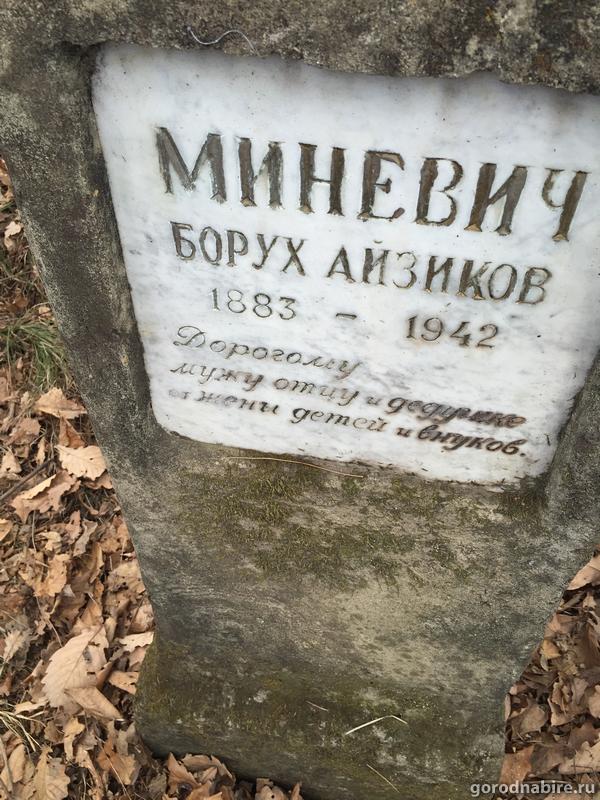 МИНЕВИЧ
БОРУХ АЙЗИКОВ
1883 - 1942
Дорогому
мужу отцу и дедушке
от жены детей и внуков.
gorodnabire.ru